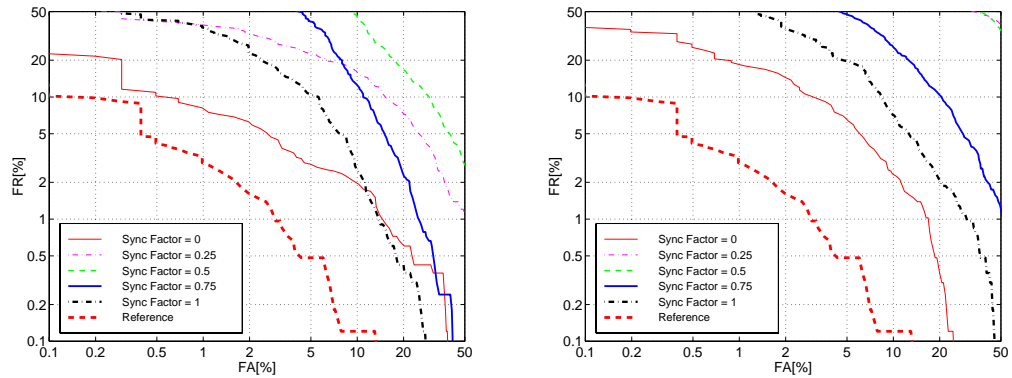 50
20
10
5
2
1
0.5
0.2
0.1
FR[%]
Sync Factor = 0
Sync Factor = 0.25
Sync Factor = 0.5
Sync Factor = 0.75
Sync Factor = 1
Reference
0.1 0.2 0.5 1 2 5 10 20 50
FA[%]
50
20
10
5
2
1
0.5
0.2
0.1
FR[%]
Sync Factor = 0
Sync Factor = 0.25
Sync Factor = 0.5
Sync Factor = 0.75
Sync Factor = 1
Reference
0.1 0.2 0.5 1 2 5 10 20 50
FA[%]